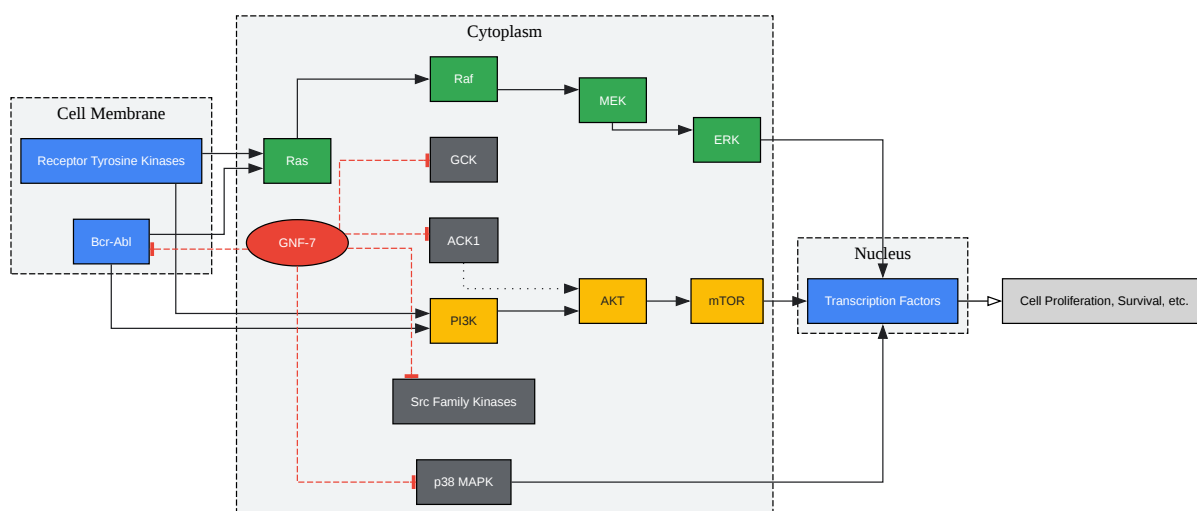 Cytoplasm
Raf
MEK
Cell Membrane
ERK
Receptor Tyrosine Kinases
Ras
GCK
Bcr-Abl
GNF-7
ACK1
Nucleus
PI3K
AKT
mTOR
Transcription Factors
Cell Proliferation, Survival, etc.
Src Family Kinases
p38 MAPK